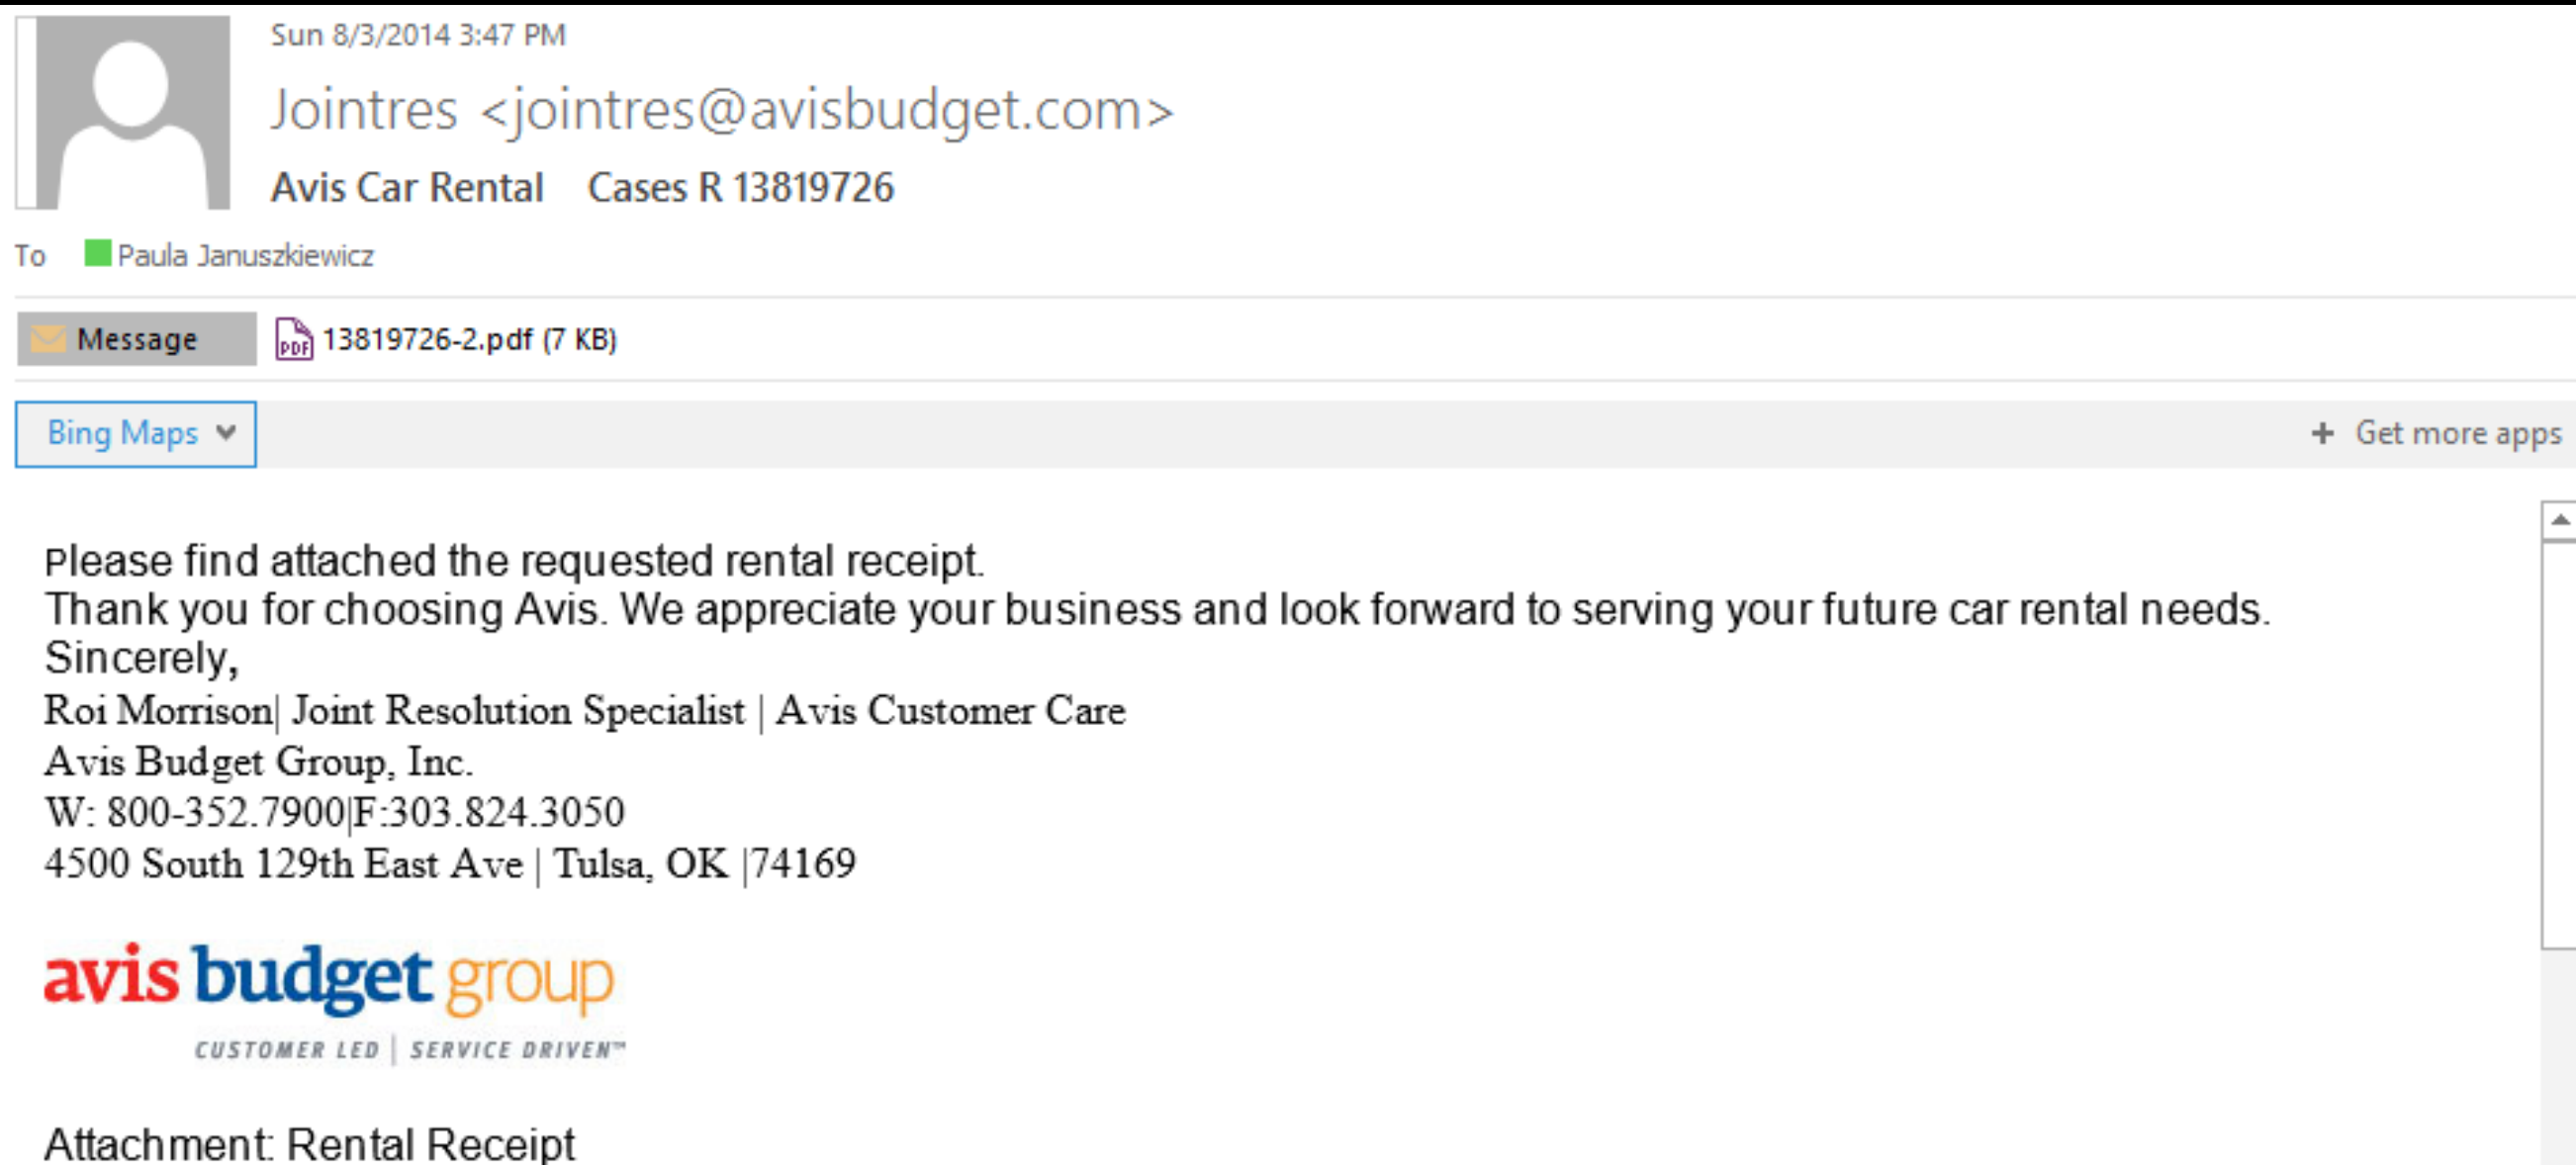 Sun 8/3/2014 3:47 PM
Jointres <jointres@avisbudget.com>
Avis Car Rental Cases R 13819726
To Paula Januszkiewicz
Message PDF 13819726-2.pdf (7 KB)
Bing Maps + Get more apps
Please find attached the requested rental receipt.
Thank you for choosing Avis. We appreciate your business and look forward to serving your future car rental needs.
Sincerely,
Roi Morrison| Joint Resolution Specialist | Avis Customer Care
Avis Budget Group, Inc.
W: 800-352.7900|F:303.824.3050
4500 South 129th East Ave | Tulsa, OK |74169
avis budget group
CUSTOMER LED | SERVICE DRIVEN™
Attachment: Rental Receipt